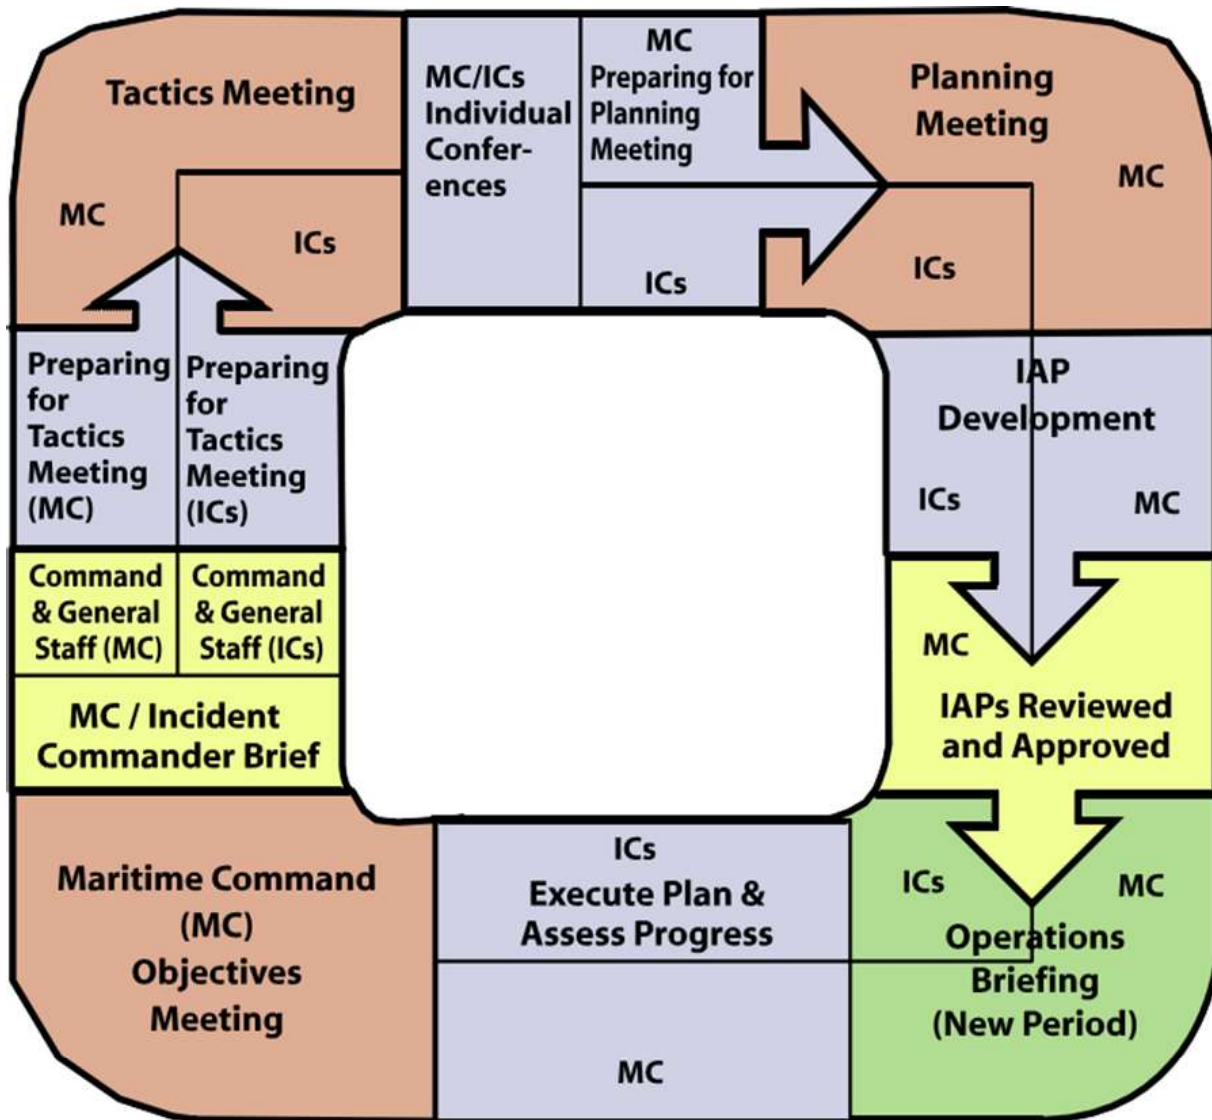 Tactics Meeting
MC
ICs
MC/ICs
Individual
Confer-
ences
MC
Preparing for
Planning
Meeting
ICs
Planning
Meeting
MC
ICs
Preparing
for
Tactics
Meeting
(MC)
Preparing
for
Tactics
Meeting
(ICs)
IAP
Development
ICs
MC
Command
& General
Staff (MC)
Command
& General
Staff (ICs)
MC / Incident
Commander Brief
MC
IAPs Reviewed
and Approved
Maritime Command
(MC)
Objectives
Meeting
ICs
Execute Plan &
Assess Progress
MC
ICs
MC
Operations
Briefing
(New Period)